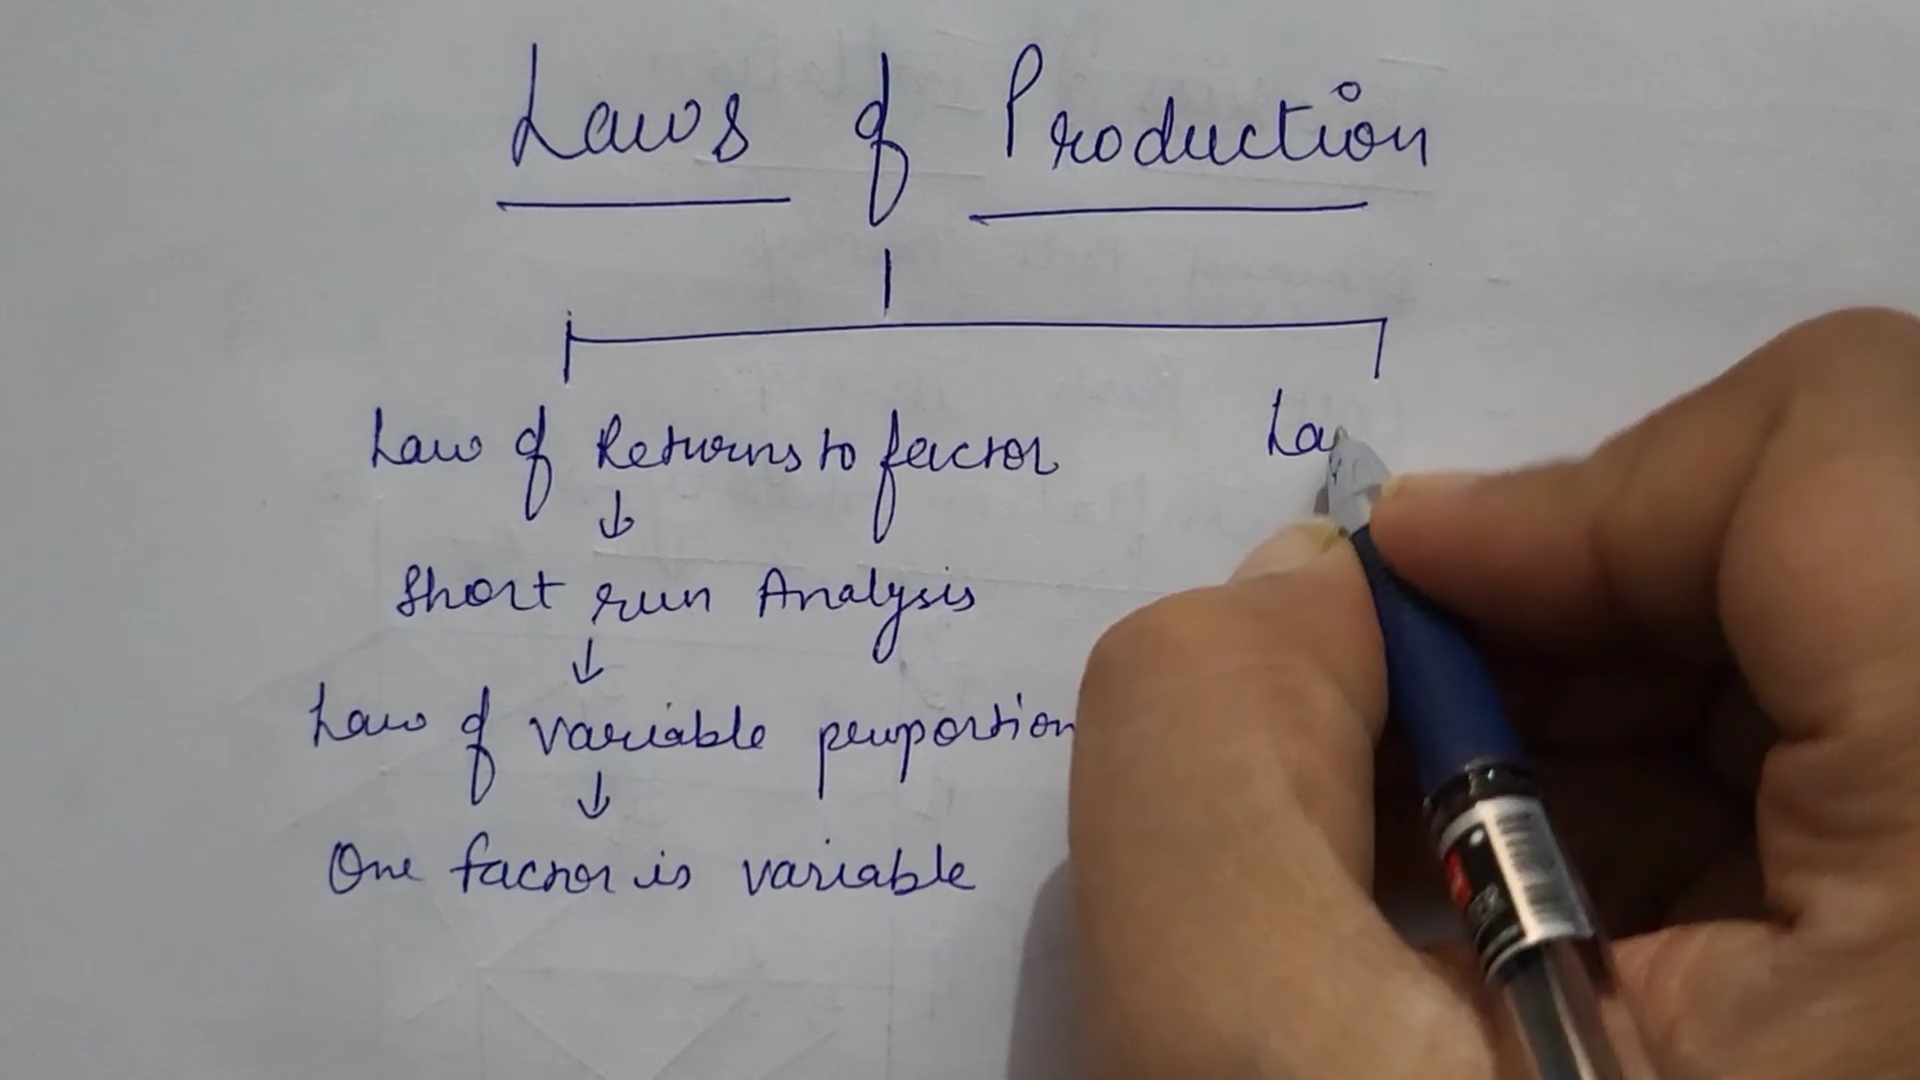 Laws of Production
Law of Returns to factor
La
↓
Short run Analysis
↓
Law of variable proportion
↓
One factor is variable